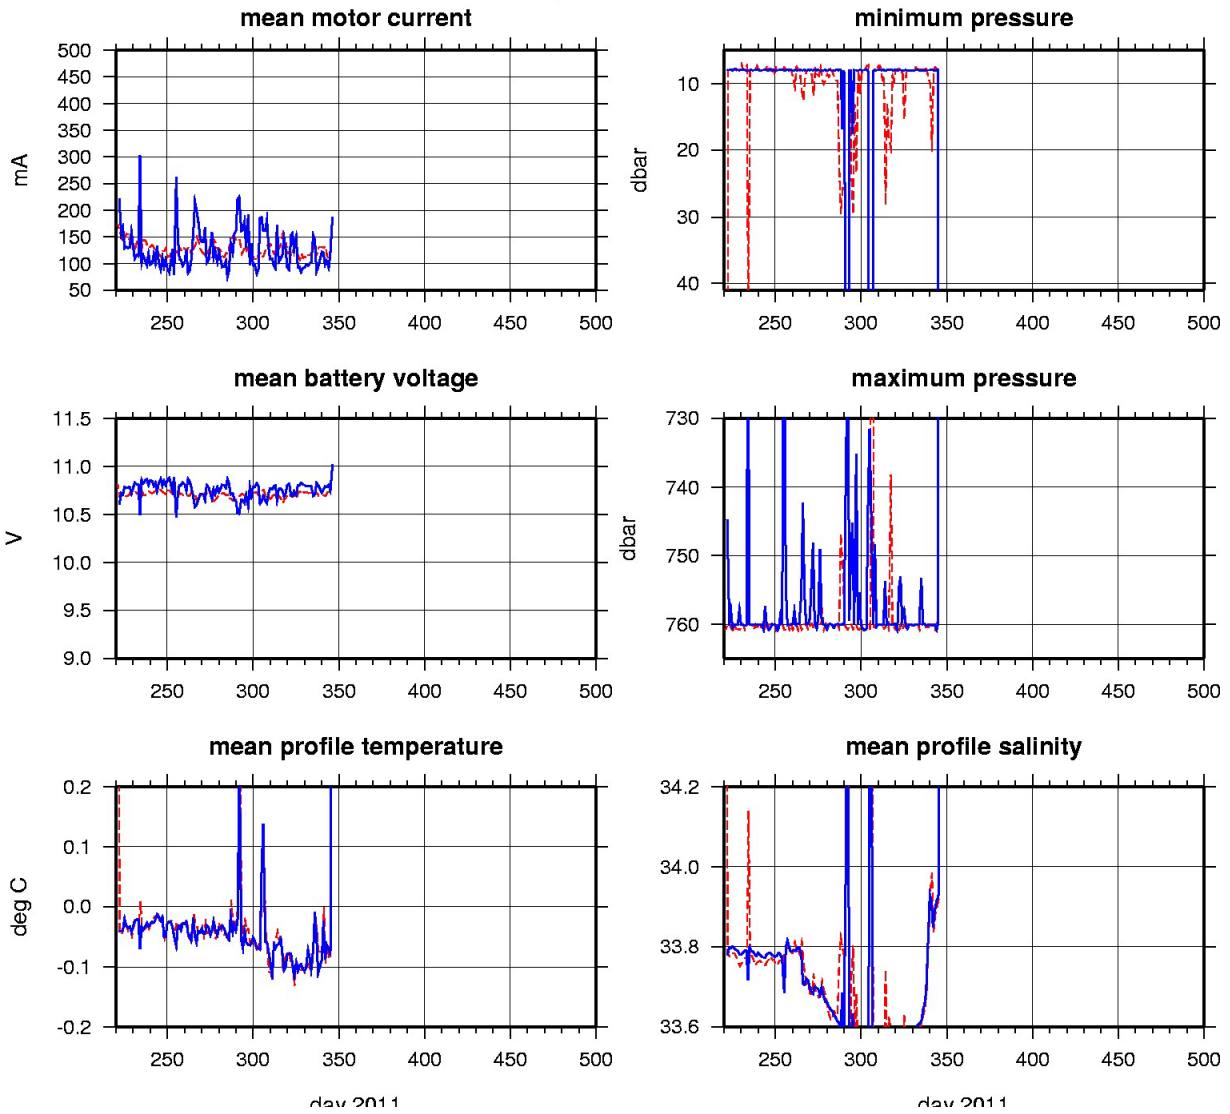 mean motor current
500
450
400
350
300
250
200
150
100
50
mA
250 300 350 400 450 500
minimum pressure
10
20
30
40
dbar
250 300 350 400 450 500
mean battery voltage
11.5
11.0
10.5
10.0
9.5
9.0
V
250 300 350 400 450 500
maximum pressure
730
740
750
760
dbar
250 300 350 400 450 500
mean profile temperature
0.2
0.1
0.0
-0.1
-0.2
deg C
250 300 350 400 450 500
day 2011
mean profile salinity
34.2
34.0
33.8
33.6
250 300 350 400 450 500
day 2011